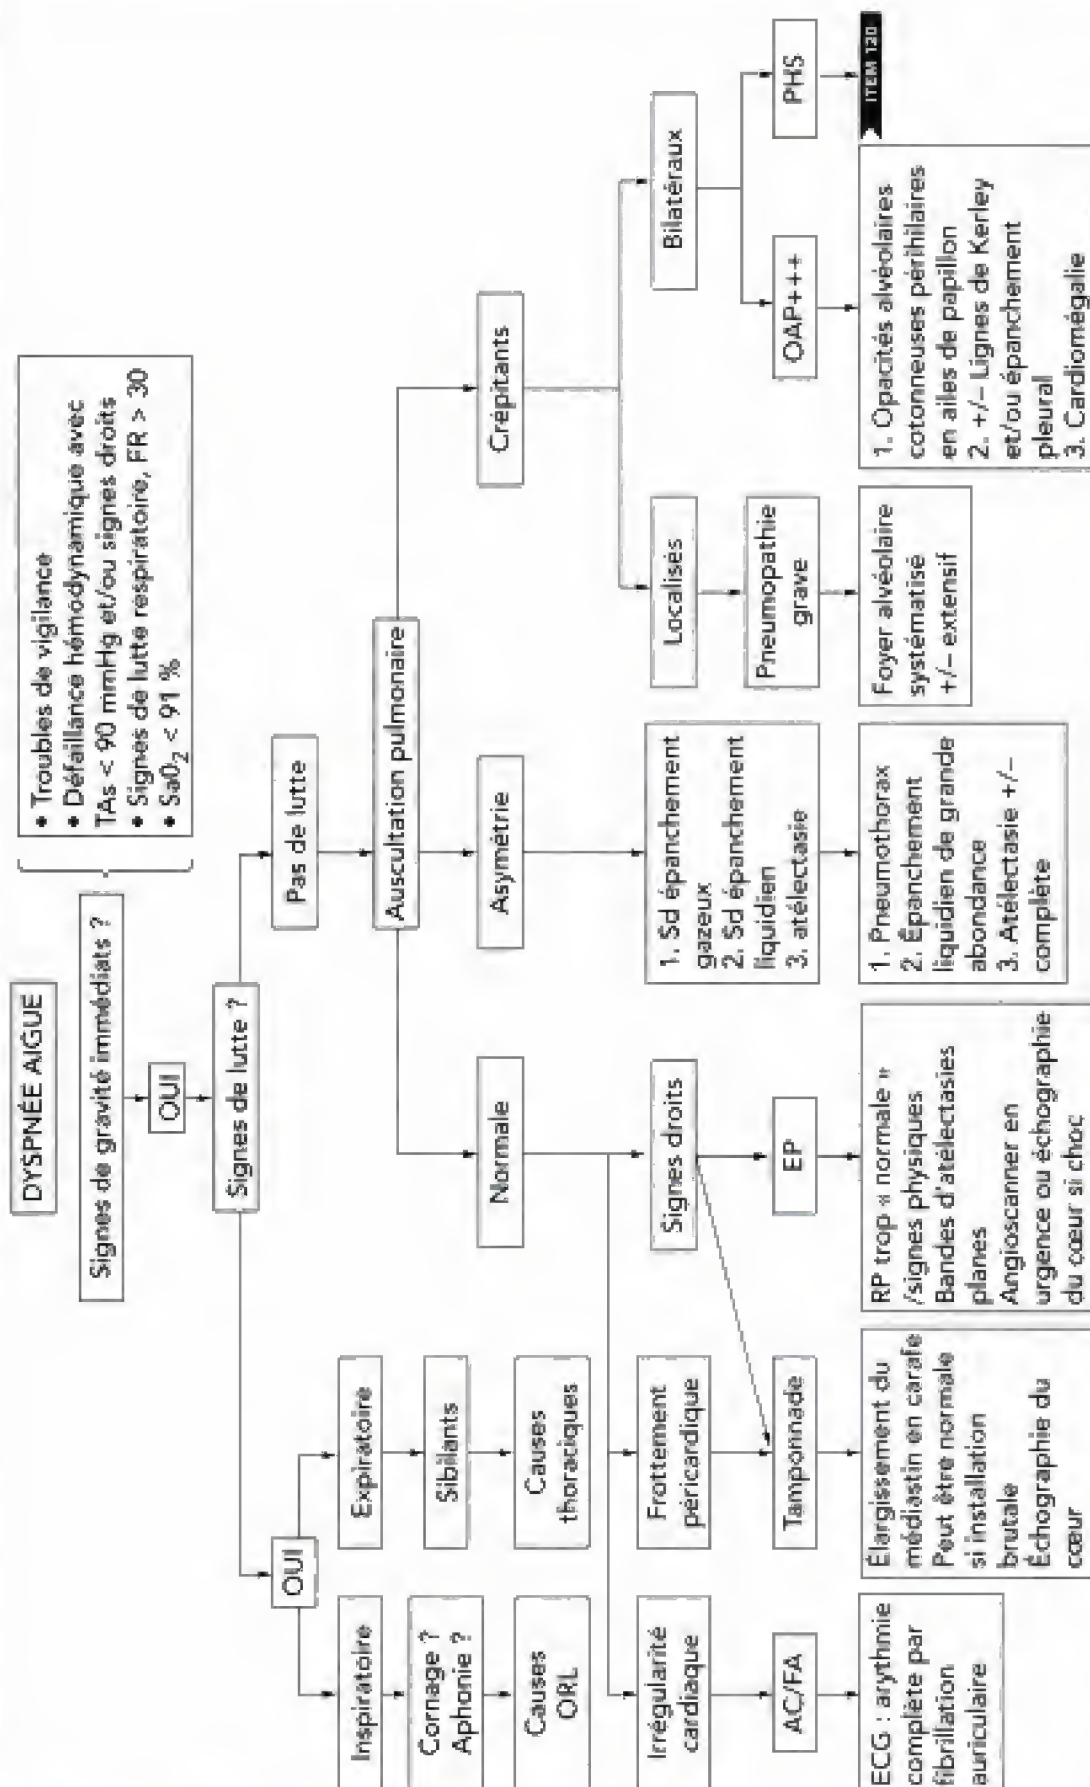 DYSPNÉE AIGUE
Signes de gravité immédiats ?
• Troubles de vigilance
• Défaillance hémodynamique avec
TAs < 90 mmHg et/ou signes droits
• Signes de lutte respiratoire, FR > 30
• SaO₂ < 91 %
OUI
Signes de lutte ?
OUI
Pas de lutte
Inspiratoire
Expiratoire
Auscultation pulmonaire
Cornage ?
Aphonie ?
Sibilants
Normale
Asymétrie
Crépitants
Causes
ORL
Causes
thoraciques
Irrégularité
cardiaque
Frottement
péricardique
Signes droits
1. Sd épanchement
gazeux
2. Sd épanchement
liquidien
3. atélectasie
Localisés
Bilatéraux
AC/FA
Tamponnade
EP
Pneumopathie
grave
OAP+++
PHS
ECG : arythmie
complète par
fibrillation
auriculaire
Élargissement du
médiastin en carafe
Peut être normale
si installation
brutale
Échographie du
cœur
RP trop « normale »
/signes physiques
Bandes d'atélectasies
planes
Angioscanner en
urgence ou échographie
du cœur si choc
1. Pneumothorax
2. Épanchement
liquidien de grande
abondance
3. Atélectasie +/–
complète
Foyer alvéolaire
systématisé
+/– extensif
1. Opacités alvéolaires
cotonneuses périhilaires
en ailes de papillon
2. +/– Lignes de Kerley
et/ou épanchement
pleural
3. Cardiomégalie
ITEM 130